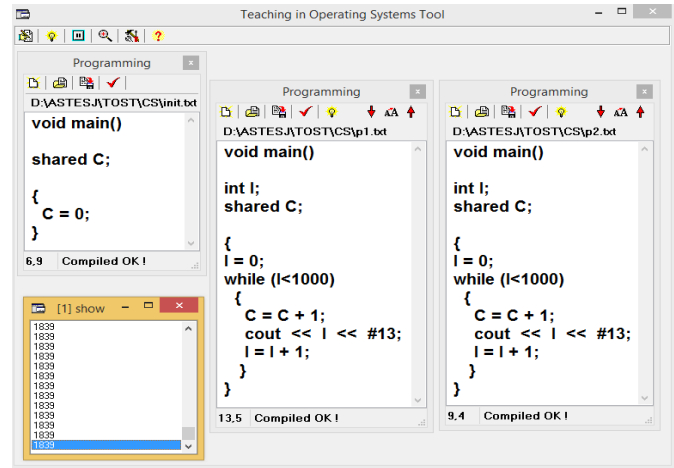 Teaching in Operating Systems Tool
?
Programming
D:\ASTESJ\TOST\CS\init.txt
void main()
shared C;
{
C = 0;
}
6,9 Compiled OK !
[1] show
1839
1839
1839
1839
1839
1839
1839
1839
1839
1839
1839
1839
1839
Programming
AA
D:\ASTESJ\TOST\CS\p1.txt
void main()
int I;
shared C;
{
I = 0;
while (I<1000)
{
C = C + 1;
cout << I << #13;
I = I + 1;
}
}
13,5 Compiled OK !
Programming
AA
D:\ASTESJ\TOST\CS\p2.txt
void main()
int I;
shared C;
{
I = 0;
while (I<1000)
{
C = C + 1;
cout << I << #13;
I = I + 1;
}
}
9,4 Compiled OK !